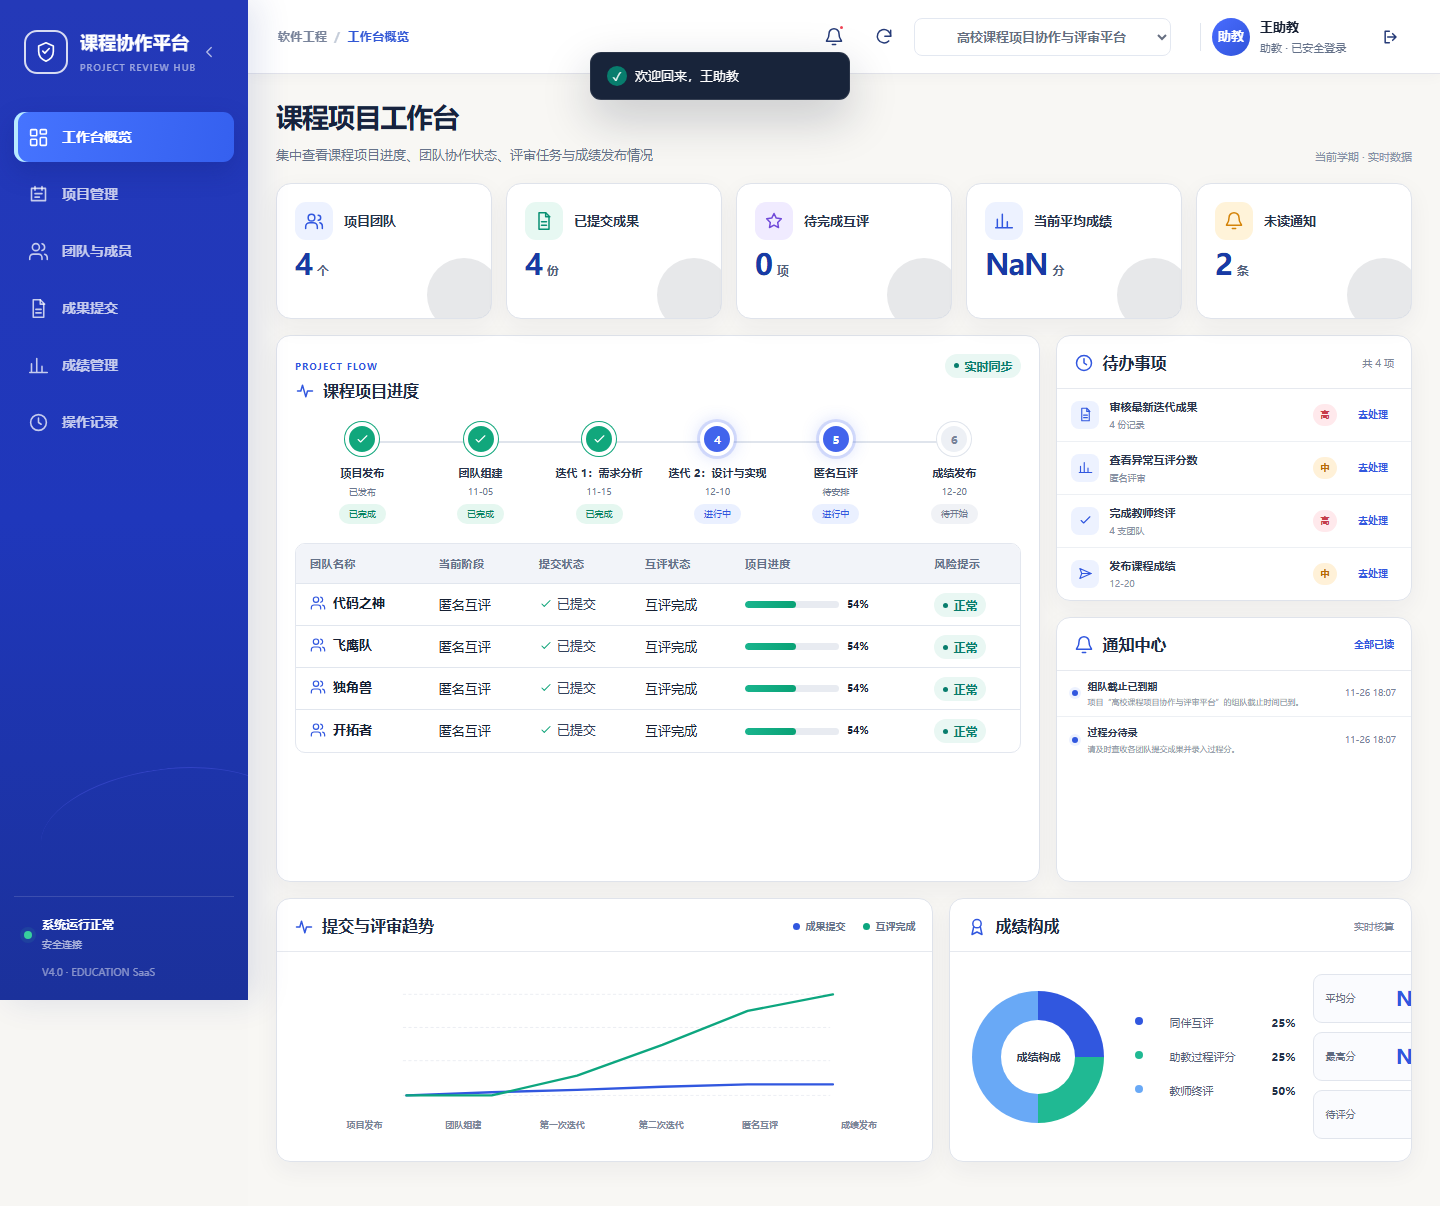 课程协作平台
PROJECT REVIEW HUB
工作台概览
项目管理
团队与成员
成果提交
成绩管理
操作记录
系统运行正常
安全连接
V4.0 · EDUCATION SaaS
软件工程 / 工作台概览
高校课程项目协作与评审平台
助教
王助教
助教 · 已安全登录
欢迎回来，王助教
课程项目工作台
集中查看课程项目进度、团队协作状态、评审任务与成绩发布情况
当前学期 · 实时数据
项目团队
4 个
已提交成果
4 份
待完成互评
0 项
当前平均成绩
NaN 分
未读通知
2 条
PROJECT FLOW
课程项目进度
实时同步
4
5
6
项目发布
团队组建
迭代 1：需求分析
迭代 2：设计与实现
匿名互评
成绩发布
已发布
11-05
11-15
12-10
待安排
12-20
已完成
已完成
已完成
进行中
进行中
待开始
团队名称 当前阶段 提交状态 互评状态 项目进度 风险提示
代码之神 匿名互评 已提交 互评完成 54% 正常
飞鹰队 匿名互评 已提交 互评完成 54% 正常
独角兽 匿名互评 已提交 互评完成 54% 正常
开拓者 匿名互评 已提交 互评完成 54% 正常
待办事项
共 4 项
审核最新迭代成果
4 份记录
高
去处理
查看异常互评分数
匿名评审
中
去处理
完成教师终评
4 支团队
高
去处理
发布课程成绩
12-20
中
去处理
通知中心
全部已读
组队截止已到期
项目“高校课程项目协作与评审平台”的组队截止时间已到。
11-26 18:07
过程分待录
请及时查收各团队提交成果并录入过程分。
11-26 18:07
提交与评审趋势
成果提交
互评完成
项目发布 团队组建 第一次迭代 第二次迭代 匿名互评 成绩发布
成绩构成
实时核算
成绩构成
同伴互评 25%
助教过程评分 25%
教师终评 50%
平均分 N
最高分 N
待评分